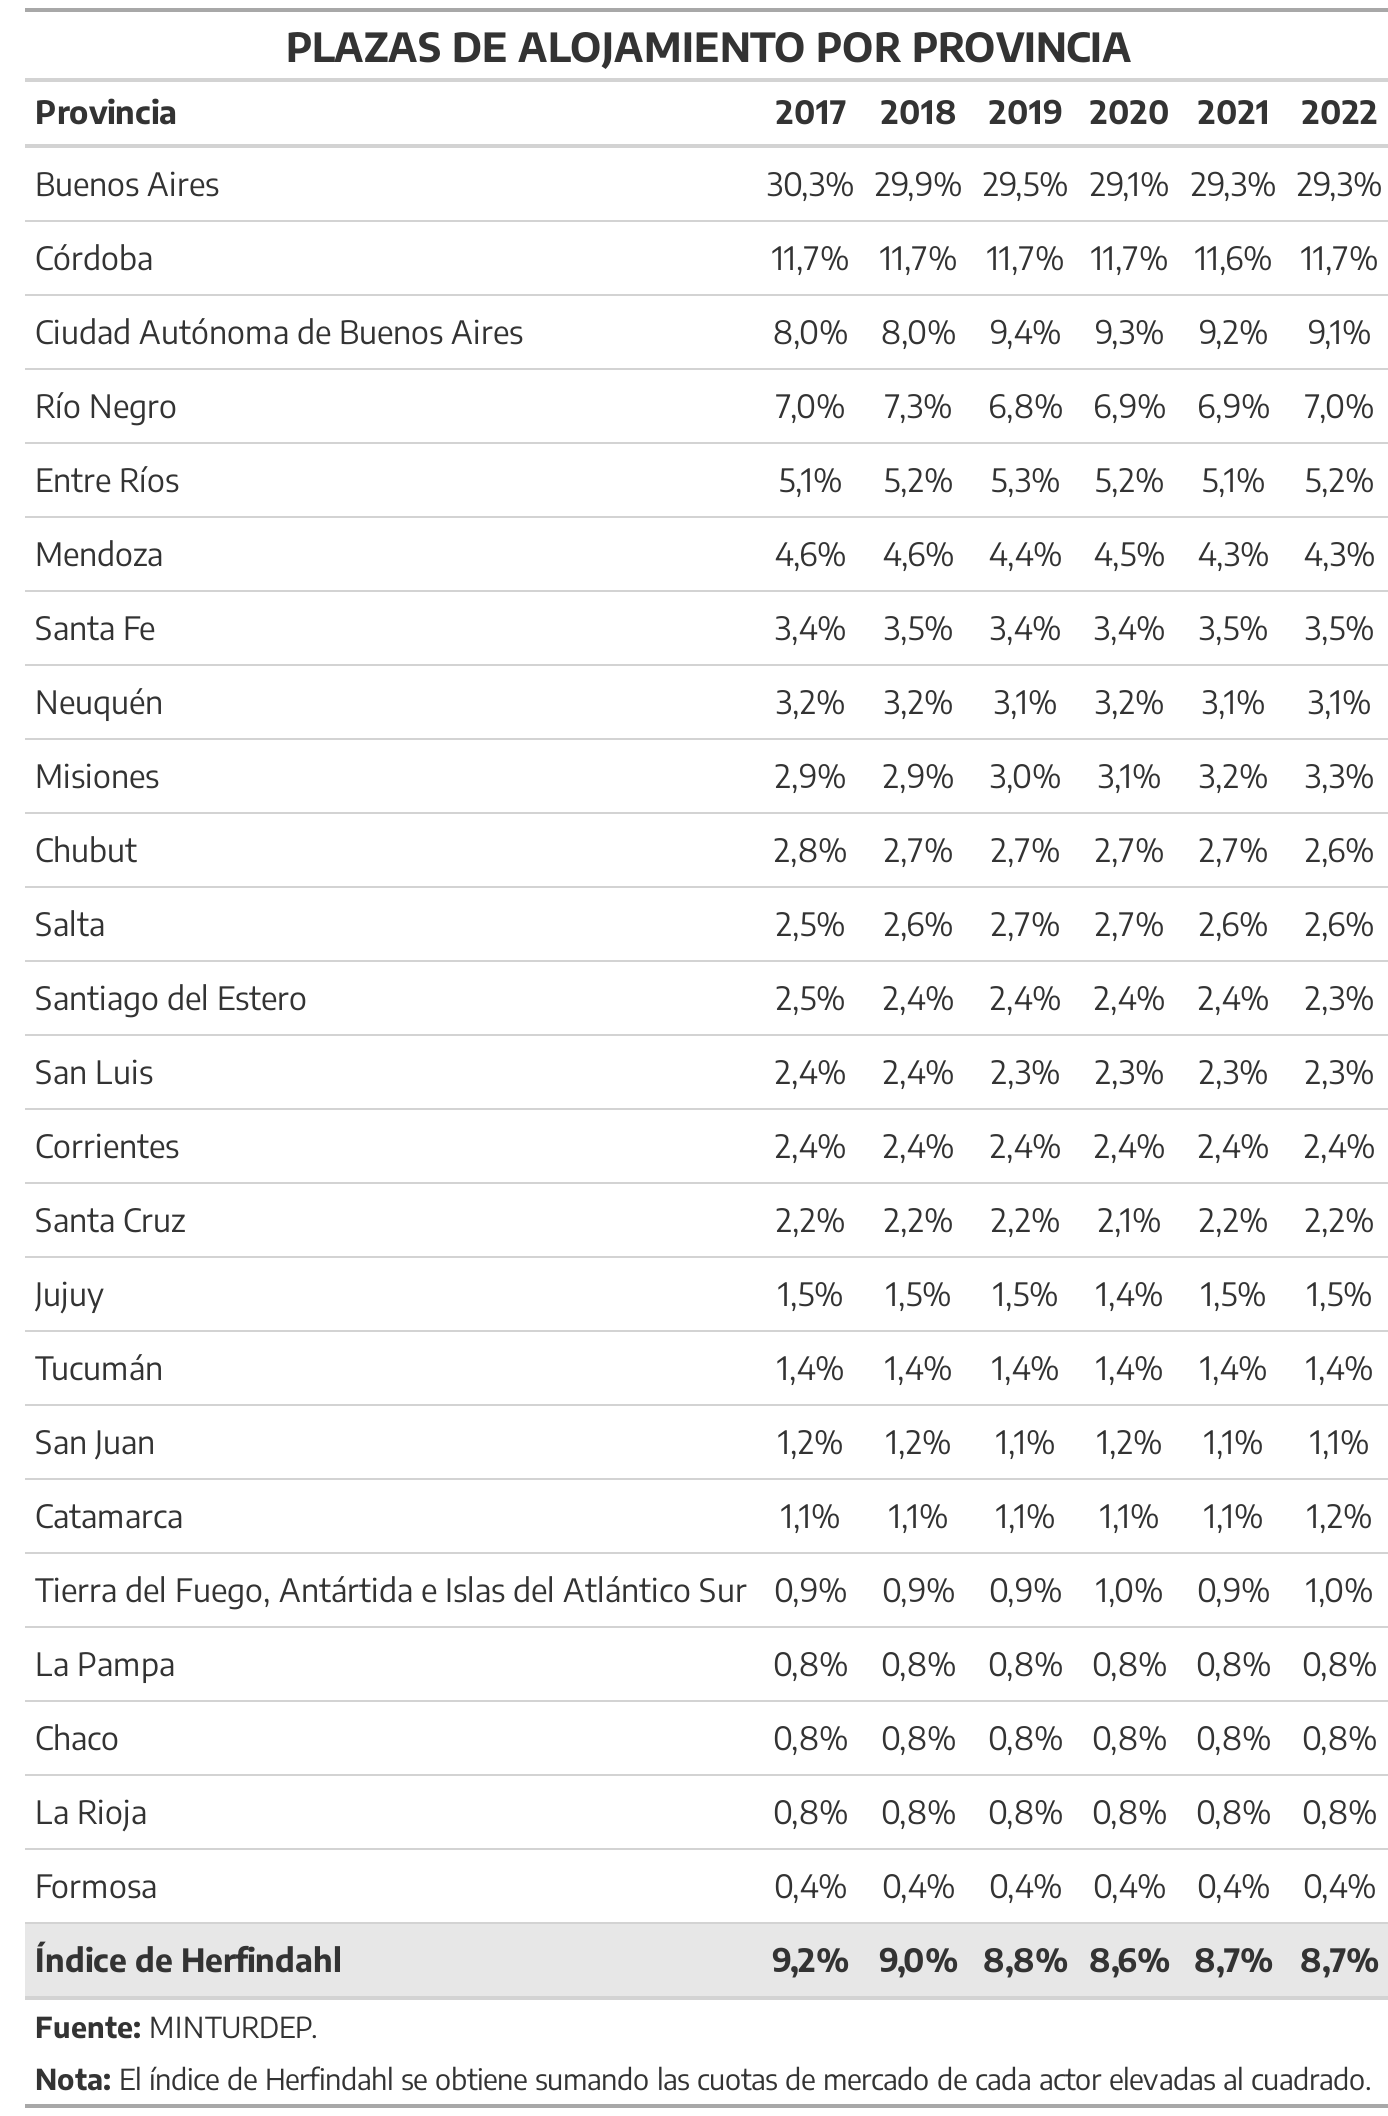 PLAZAS DE ALOJAMIENTO POR PROVINCIA
Provincia 2017 2018 2019 2020 2021 2022
Buenos Aires 30,3% 29,9% 29,5% 29,1% 29,3% 29,3%
Córdoba 11,7% 11,7% 11,7% 11,7% 11,6% 11,7%
Ciudad Autónoma de Buenos Aires 8,0% 8,0% 9,4% 9,3% 9,2% 9,1%
Río Negro 7,0% 7,3% 6,8% 6,9% 6,9% 7,0%
Entre Ríos 5,1% 5,2% 5,3% 5,2% 5,1% 5,2%
Mendoza 4,6% 4,6% 4,4% 4,5% 4,3% 4,3%
Santa Fe 3,4% 3,5% 3,4% 3,4% 3,5% 3,5%
Neuquén 3,2% 3,2% 3,1% 3,2% 3,1% 3,1%
Misiones 2,9% 2,9% 3,0% 3,1% 3,2% 3,3%
Chubut 2,8% 2,7% 2,7% 2,7% 2,7% 2,6%
Salta 2,5% 2,6% 2,7% 2,7% 2,6% 2,6%
Santiago del Estero 2,5% 2,4% 2,4% 2,4% 2,4% 2,3%
San Luis 2,4% 2,4% 2,3% 2,3% 2,3% 2,3%
Corrientes 2,4% 2,4% 2,4% 2,4% 2,4% 2,4%
Santa Cruz 2,2% 2,2% 2,2% 2,1% 2,2% 2,2%
Jujuy 1,5% 1,5% 1,5% 1,4% 1,5% 1,5%
Tucumán 1,4% 1,4% 1,4% 1,4% 1,4% 1,4%
San Juan 1,2% 1,2% 1,1% 1,2% 1,1% 1,1%
Catamarca 1,1% 1,1% 1,1% 1,1% 1,1% 1,2%
Tierra del Fuego, Antártida e Islas del Atlántico Sur 0,9% 0,9% 0,9% 1,0% 0,9% 1,0%
La Pampa 0,8% 0,8% 0,8% 0,8% 0,8% 0,8%
Chaco 0,8% 0,8% 0,8% 0,8% 0,8% 0,8%
La Rioja 0,8% 0,8% 0,8% 0,8% 0,8% 0,8%
Formosa 0,4% 0,4% 0,4% 0,4% 0,4% 0,4%
Índice de Herfindahl 9,2% 9,0% 8,8% 8,6% 8,7% 8,7%
Fuente: MINTURDEP.
Nota: El índice de Herfindahl se obtiene sumando las cuotas de mercado de cada actor elevadas al cuadrado.